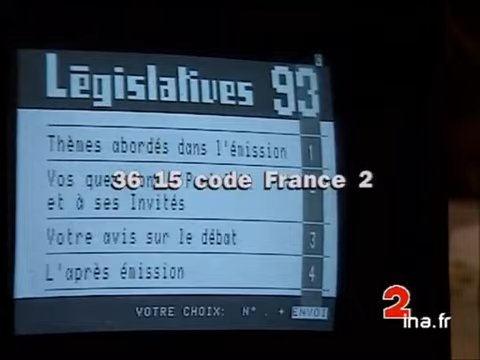 Législatives 93
Thèmes abordés dans l'émission 1
Vos
et à ses Invités
36 15 code France 2
Votre avis sur le débat 3
L'après émission 4
VOTRE CHOIX: N° . + ENVOI
2
ina.fr